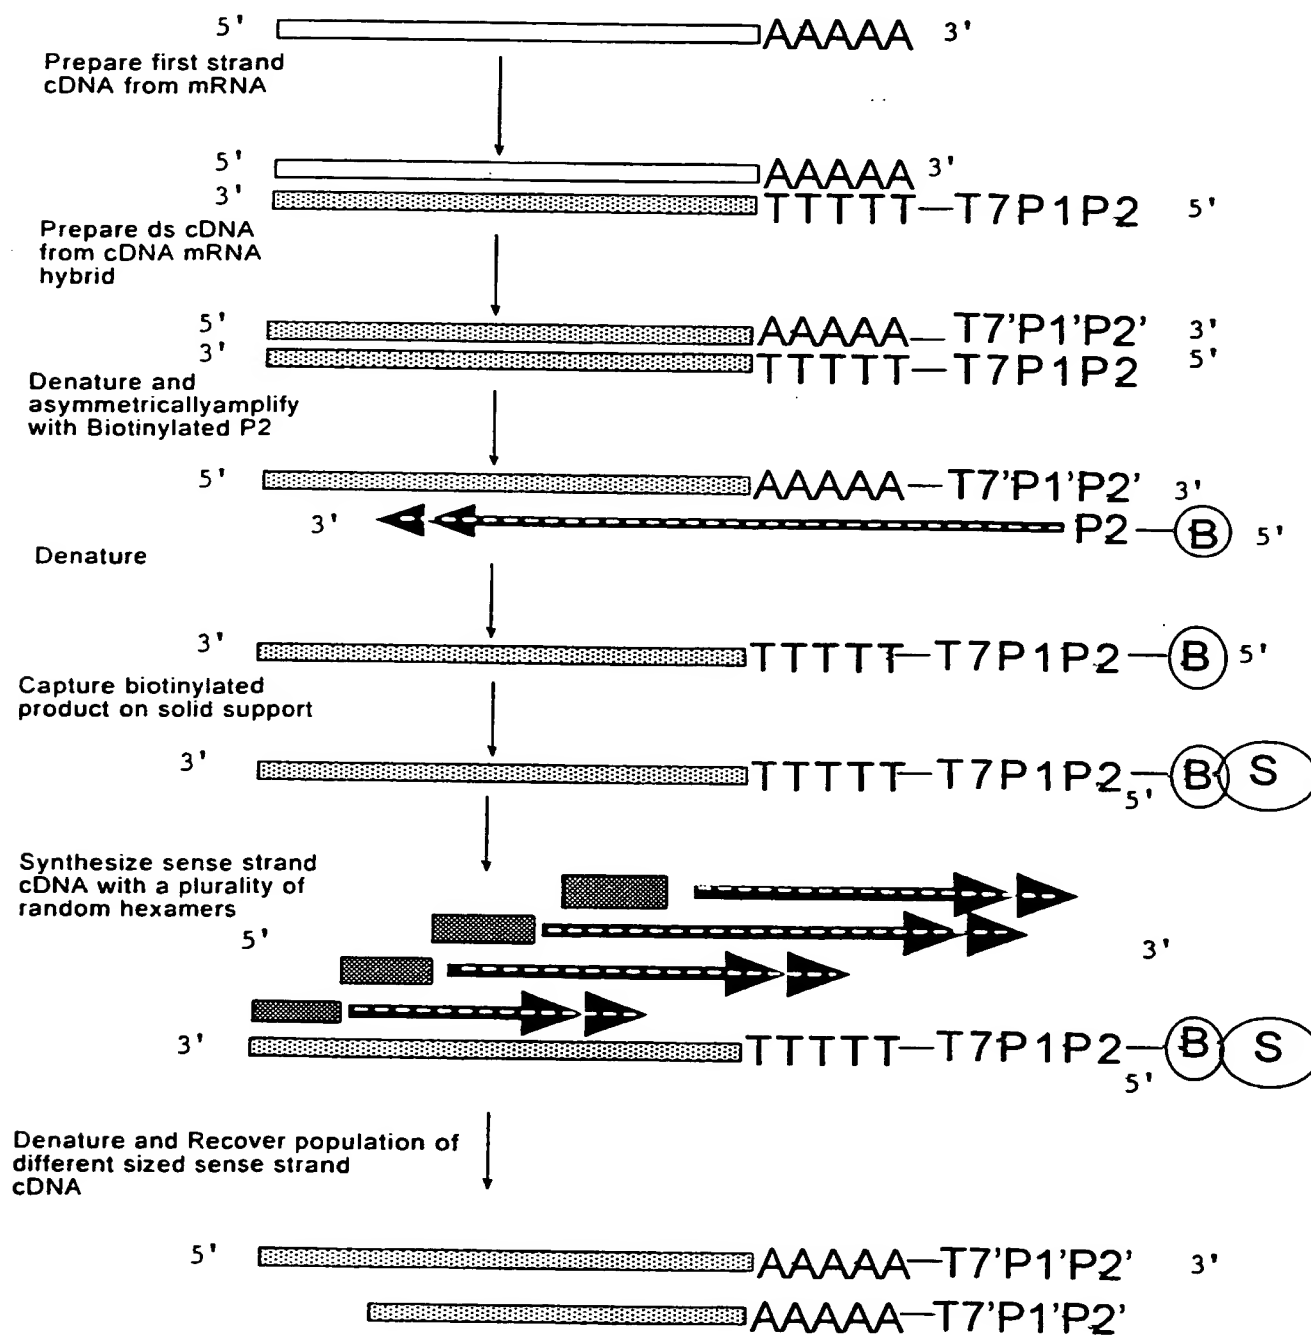 5' AAAAA 3'
Prepare first strand
cDNA from mRNA
5' AAAAA 3'
3' TTTTT—T7P1P2 5'
Prepare ds cDNA
from cDNA mRNA
hybrid
5' AAAAA— T7'P1'P2' 3'
3' TTTTT—T7P1P2 5'
Denature and
asymmetricallyamplify
with Biotinylated P2
5' AAAAA—T7'P1'P2' 3'
3' P2—B 5'
Denature
3' TTTTT—T7P1P2—B 5'
Capture biotinylated
product on solid support
3' TTTTT—T7P1P2—B S
5'
Synthesize sense strand
cDNA with a plurality of
random hexamers
5' 3'
3' TTTTT—T7P1P2—B S
5'
Denature and Recover population of
different sized sense strand
cDNA
5' AAAAA—T7'P1'P2' 3'
AAAAA—T7'P1'P2'